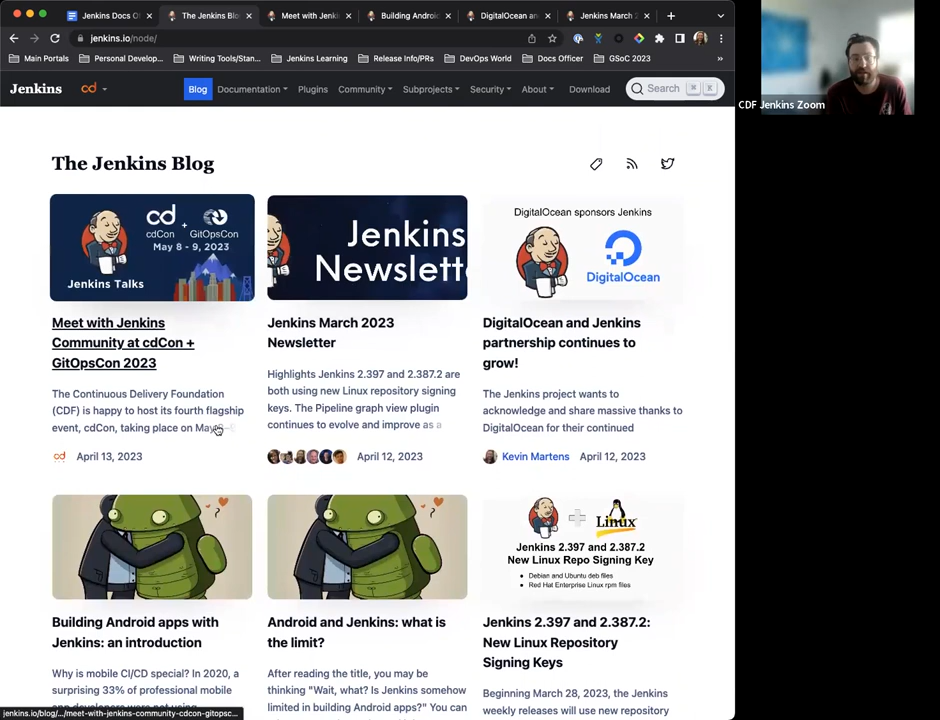 Jenkins Docs O
The Jenkins Blo
Meet with Jenki
Building Androi
DigitalOcean an
Jenkins March 2
jenkins.io/node/
Main Portals
Personal Develop...
Writing Tools/Stan...
Jenkins Learning
Release Info/PRs
DevOps World
Docs Officer
GSoC 2023
»
Jenkins
cd
Blog
Documentation
Plugins
Community
Subprojects
Security
About
Download
Search
K
CDF Jenkins Zoom
The Jenkins Blog
cd
cdCon
+
GitOpsCon
May 8 - 9, 2023
Jenkins Talks
Meet with Jenkins
Community at cdCon +
GitOpsCon 2023
The Continuous Delivery Foundation
(CDF) is happy to host its fourth flagship
event, cdCon, taking place on May
cd
April 13, 2023
Jenkins
Newslett
Jenkins March 2023
Newsletter
Highlights Jenkins 2.397 and 2.387.2 are
both using new Linux repository signing
keys. The Pipeline graph view plugin
continues to evolve and improve as a
April 12, 2023
DigitalOcean sponsors Jenkins
DigitalOcean
DigitalOcean and Jenkins
partnership continues to
grow!
The Jenkins project wants to
acknowledge and share massive thanks to
DigitalOcean for their continued
Kevin Martens April 12, 2023
?
Building Android apps with
Jenkins: an introduction
Why is mobile CI/CD special? In 2020, a
surprising 33% of professional mobile
app developers were not using
?
Android and Jenkins: what is
the limit?
After reading the title, you may be
thinking "Wait, what? Is Jenkins somehow
limited in building Android apps?" You can
Linux
Jenkins 2.397 and 2.387.2
New Linux Repo Signing Key
• Debian and Ubuntu deb files
• Red Hat Enterprise Linux rpm files
Jenkins 2.397 and 2.387.2:
New Linux Repository
Signing Keys
Beginning March 28, 2023, the Jenkins
weekly releases will use new repository
jenkins.io/blog/.../meet-with-jenkins-community-cdcon-gitopsc...